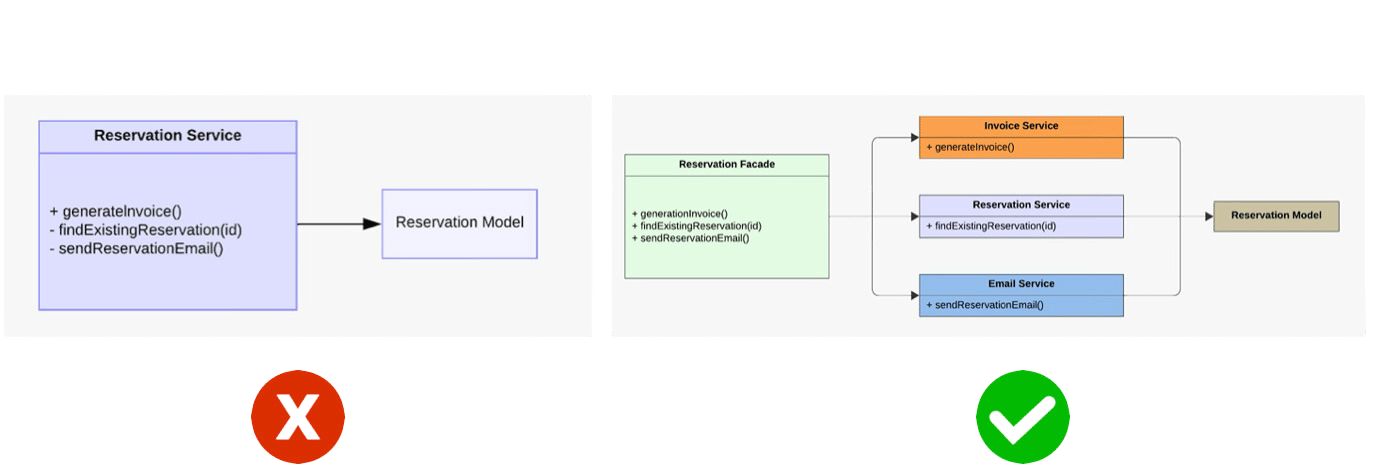 Reservation Service
+ generateInvoice()
- findExistingReservation(id)
- sendReservationEmail()
Reservation Model
Reservation Facade
+ generationInvoice()
+ findExistingReservation(id)
+ sendReservationEmail()
Invoice Service
+ generateInvoice()
Reservation Service
+ findExistingReservation(id)
Email Service
+ sendReservationEmail()
Reservation Model
X